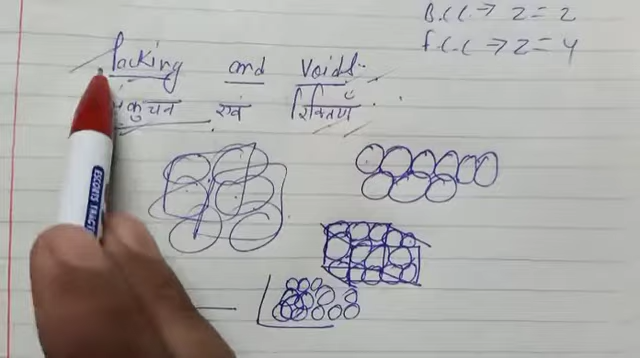 B.C.C. → Z = 2
F.C.C → Z = 4
Packing and Voids
संकुचन एवं रिक्तियाँ